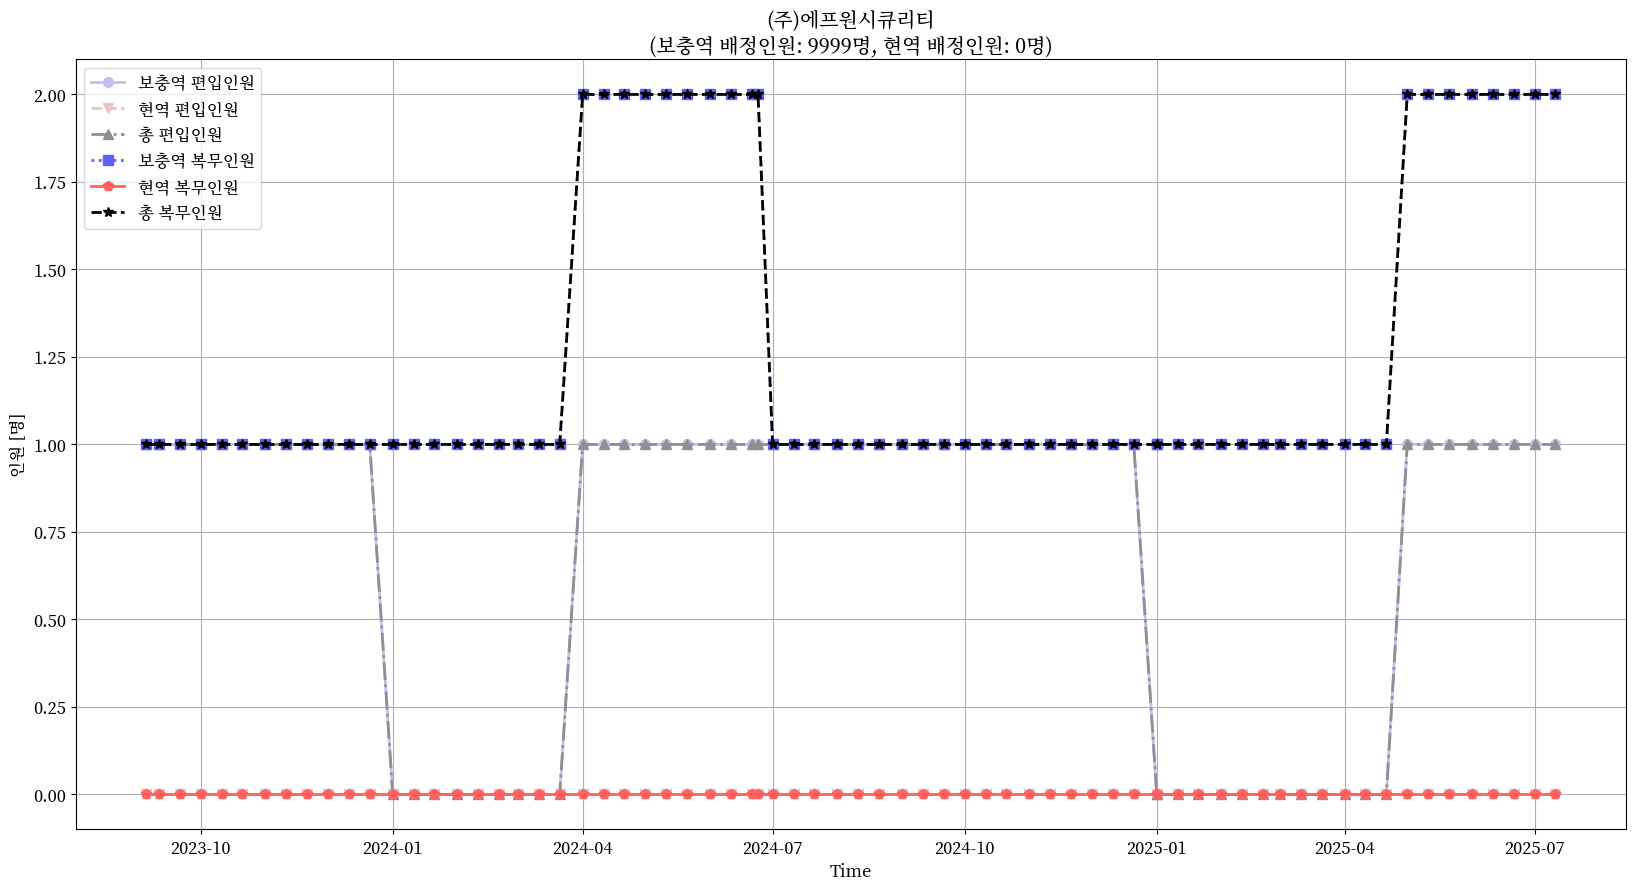 (주)에프원시큐리티
(보충역 배정인원: 9999명, 현역 배정인원: 0명)
보충역 편입인원
현역 편입인원
총 편입인원
보충역 복무인원
현역 복무인원
총 복무인원
2.00
1.75
1.50
1.25
1.00
0.75
0.50
0.25
0.00
인원 [명]
2023-10 2024-01 2024-04 2024-07 2024-10 2025-01 2025-04 2025-07
Time